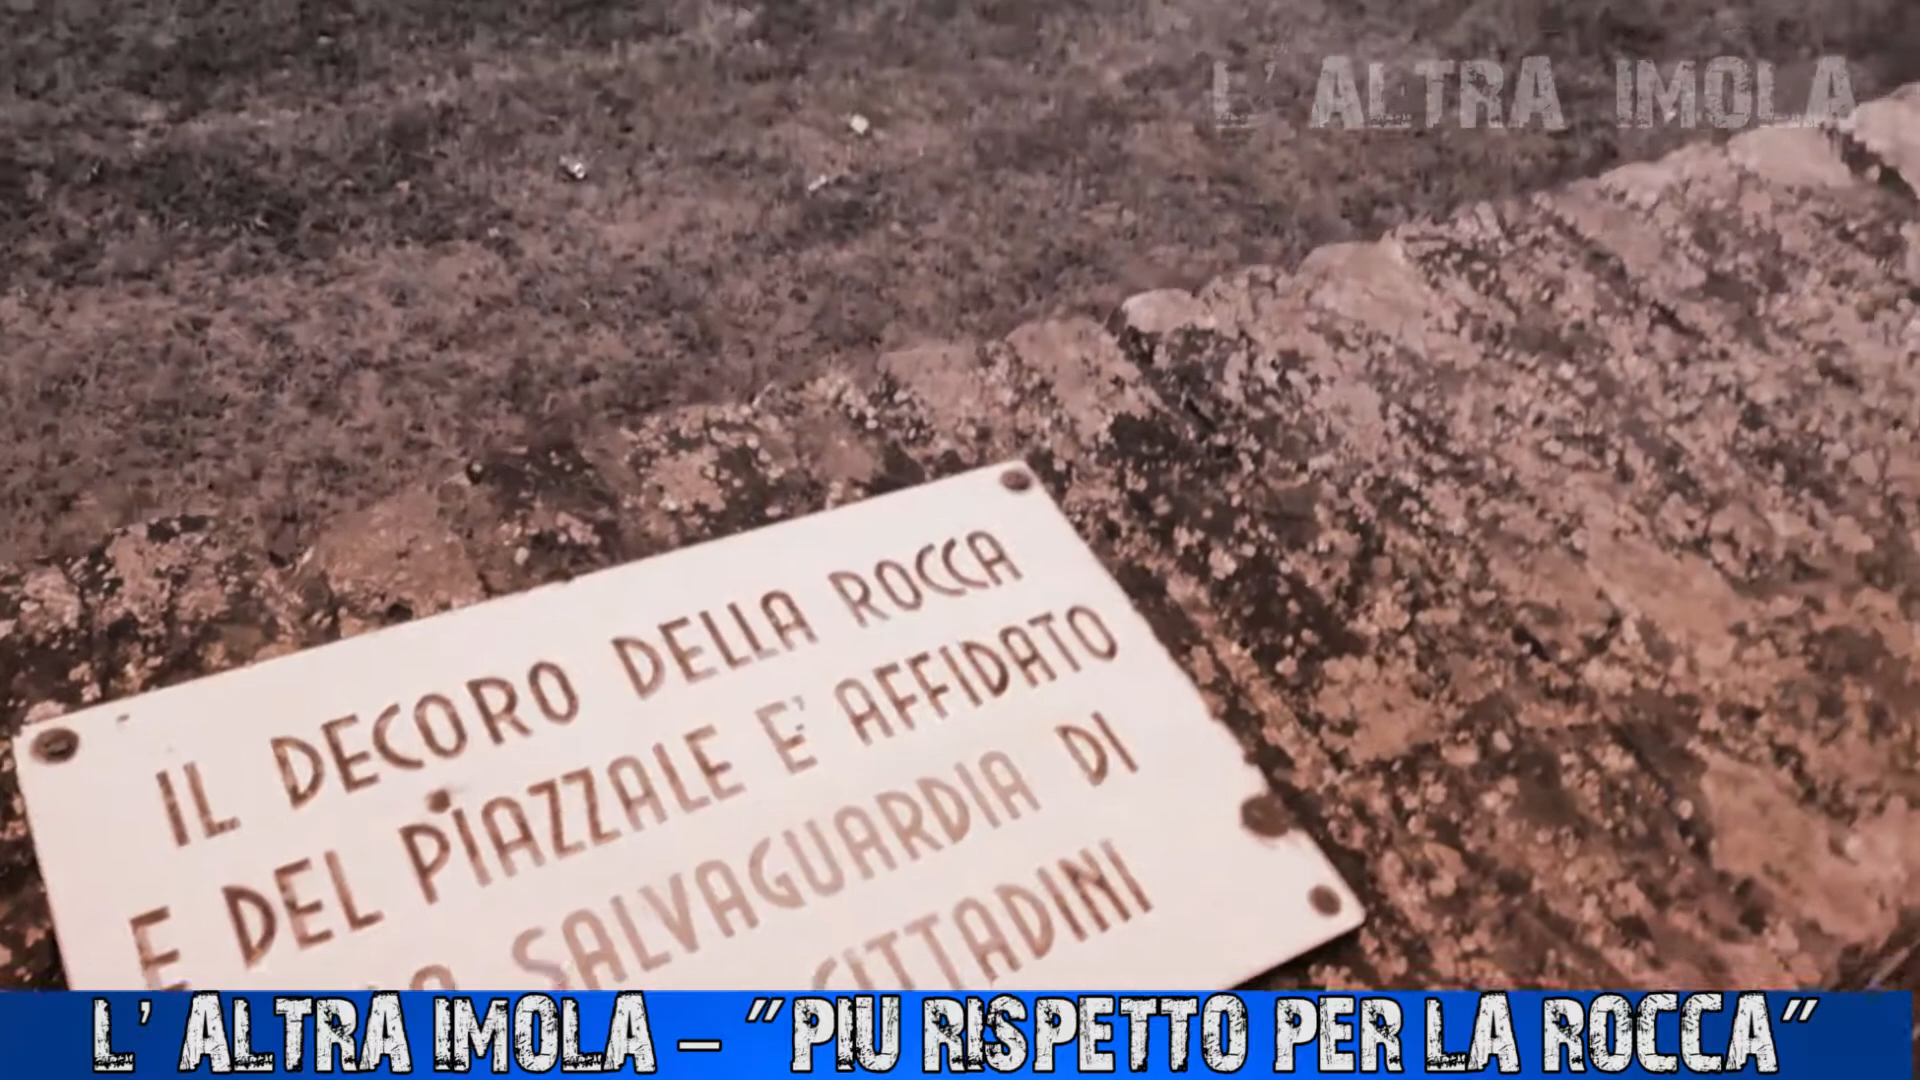 L' ALTRA IMOLA
IL DECORO DELLA ROCCA
E DEL PIAZZALE E' AFFIDATO
SALVAGUARDIA DI
CITTADINI
L' ALTRA IMOLA – "PIU RISPETTO PER LA ROCCA"